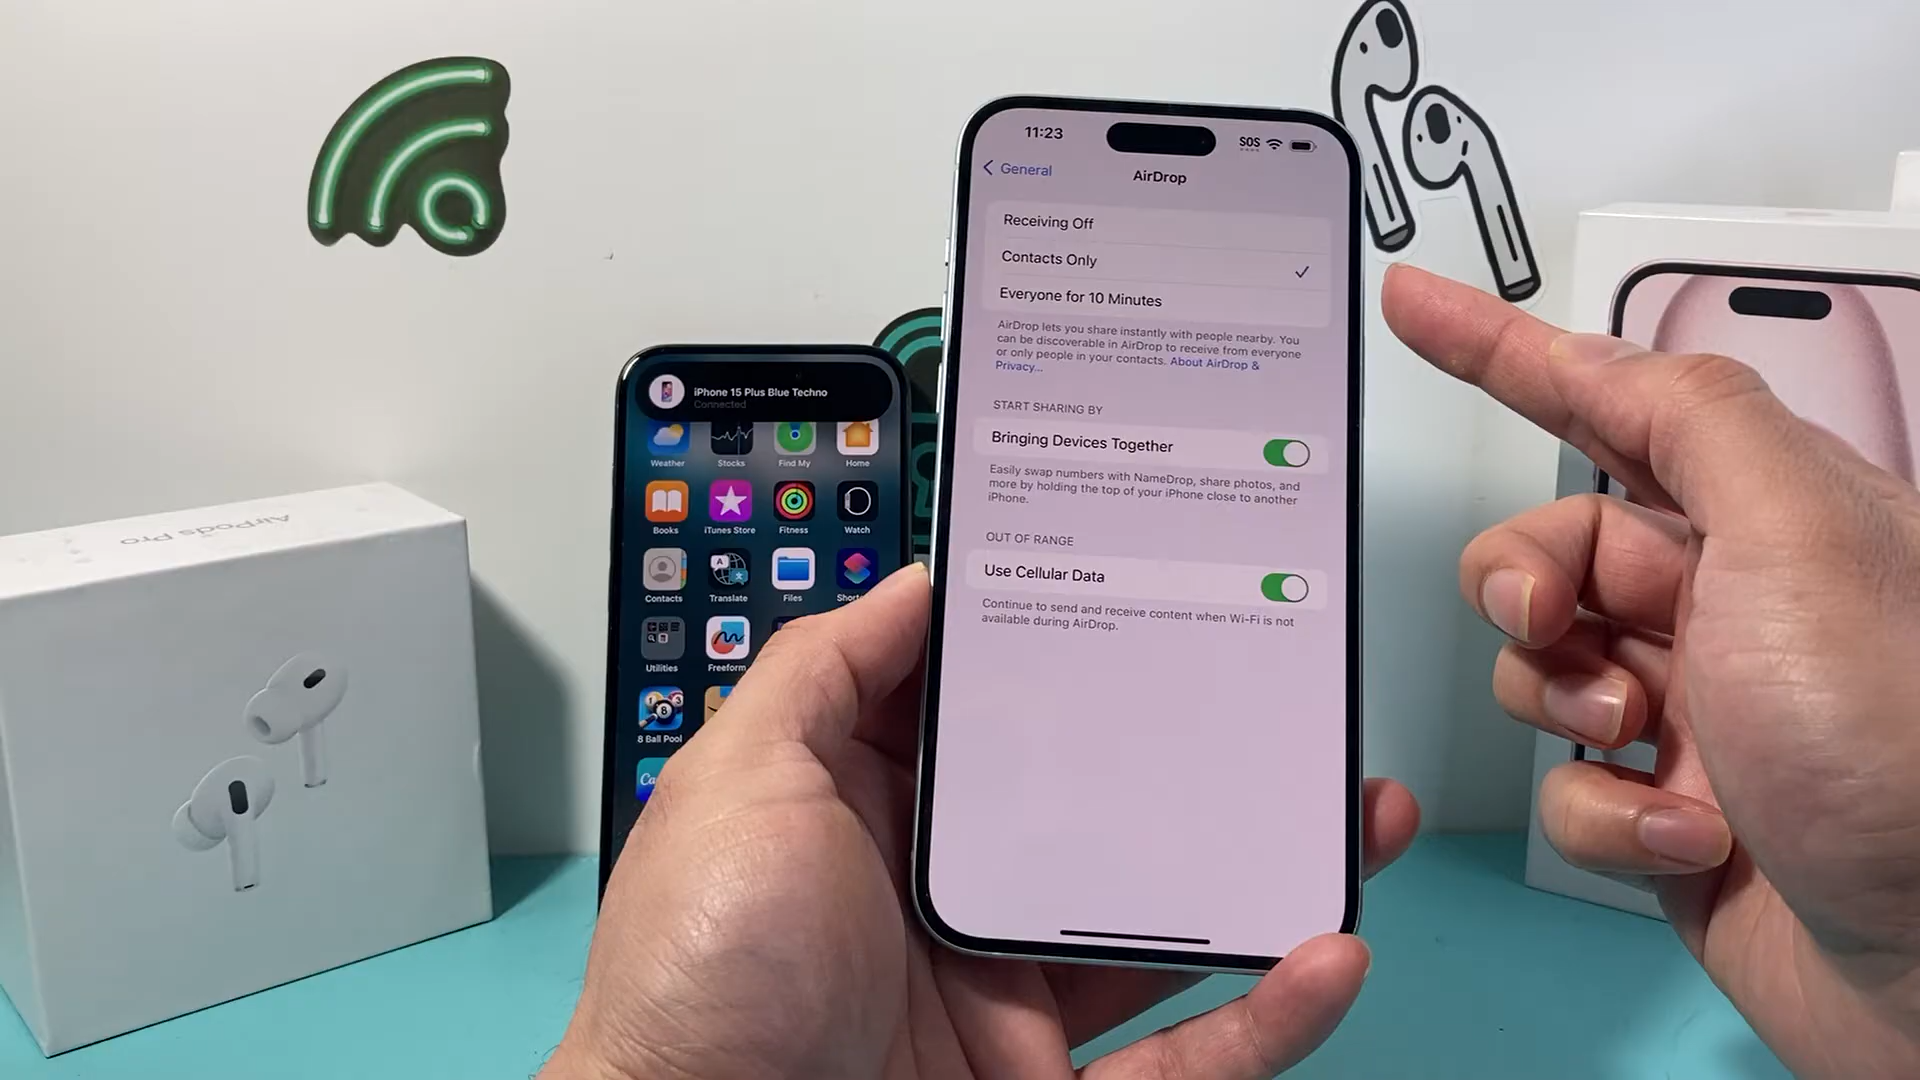 11:23
SOS
General
AirDrop
Receiving Off
Contacts Only
Everyone for 10 Minutes
AirDrop lets you share instantly with people nearby. You
can be discoverable in AirDrop to receive from everyone
or only people in your contacts. About AirDrop &
Privacy...
START SHARING BY
Bringing Devices Together
Easily swap numbers with NameDrop, share photos, and
more by holding the top of your iPhone close to another
iPhone.
OUT OF RANGE
Use Cellular Data
Continue to send and receive content when Wi-Fi is not
available during AirDrop.
iPhone 15 Plus Blue Techno
Connected
Weather Stocks Find My Home
Books iTunes Store Fitness Watch
Contacts Translate Files Shortc
Utilities Freeform
8 Ball Pool
Ca
AirPods Pro